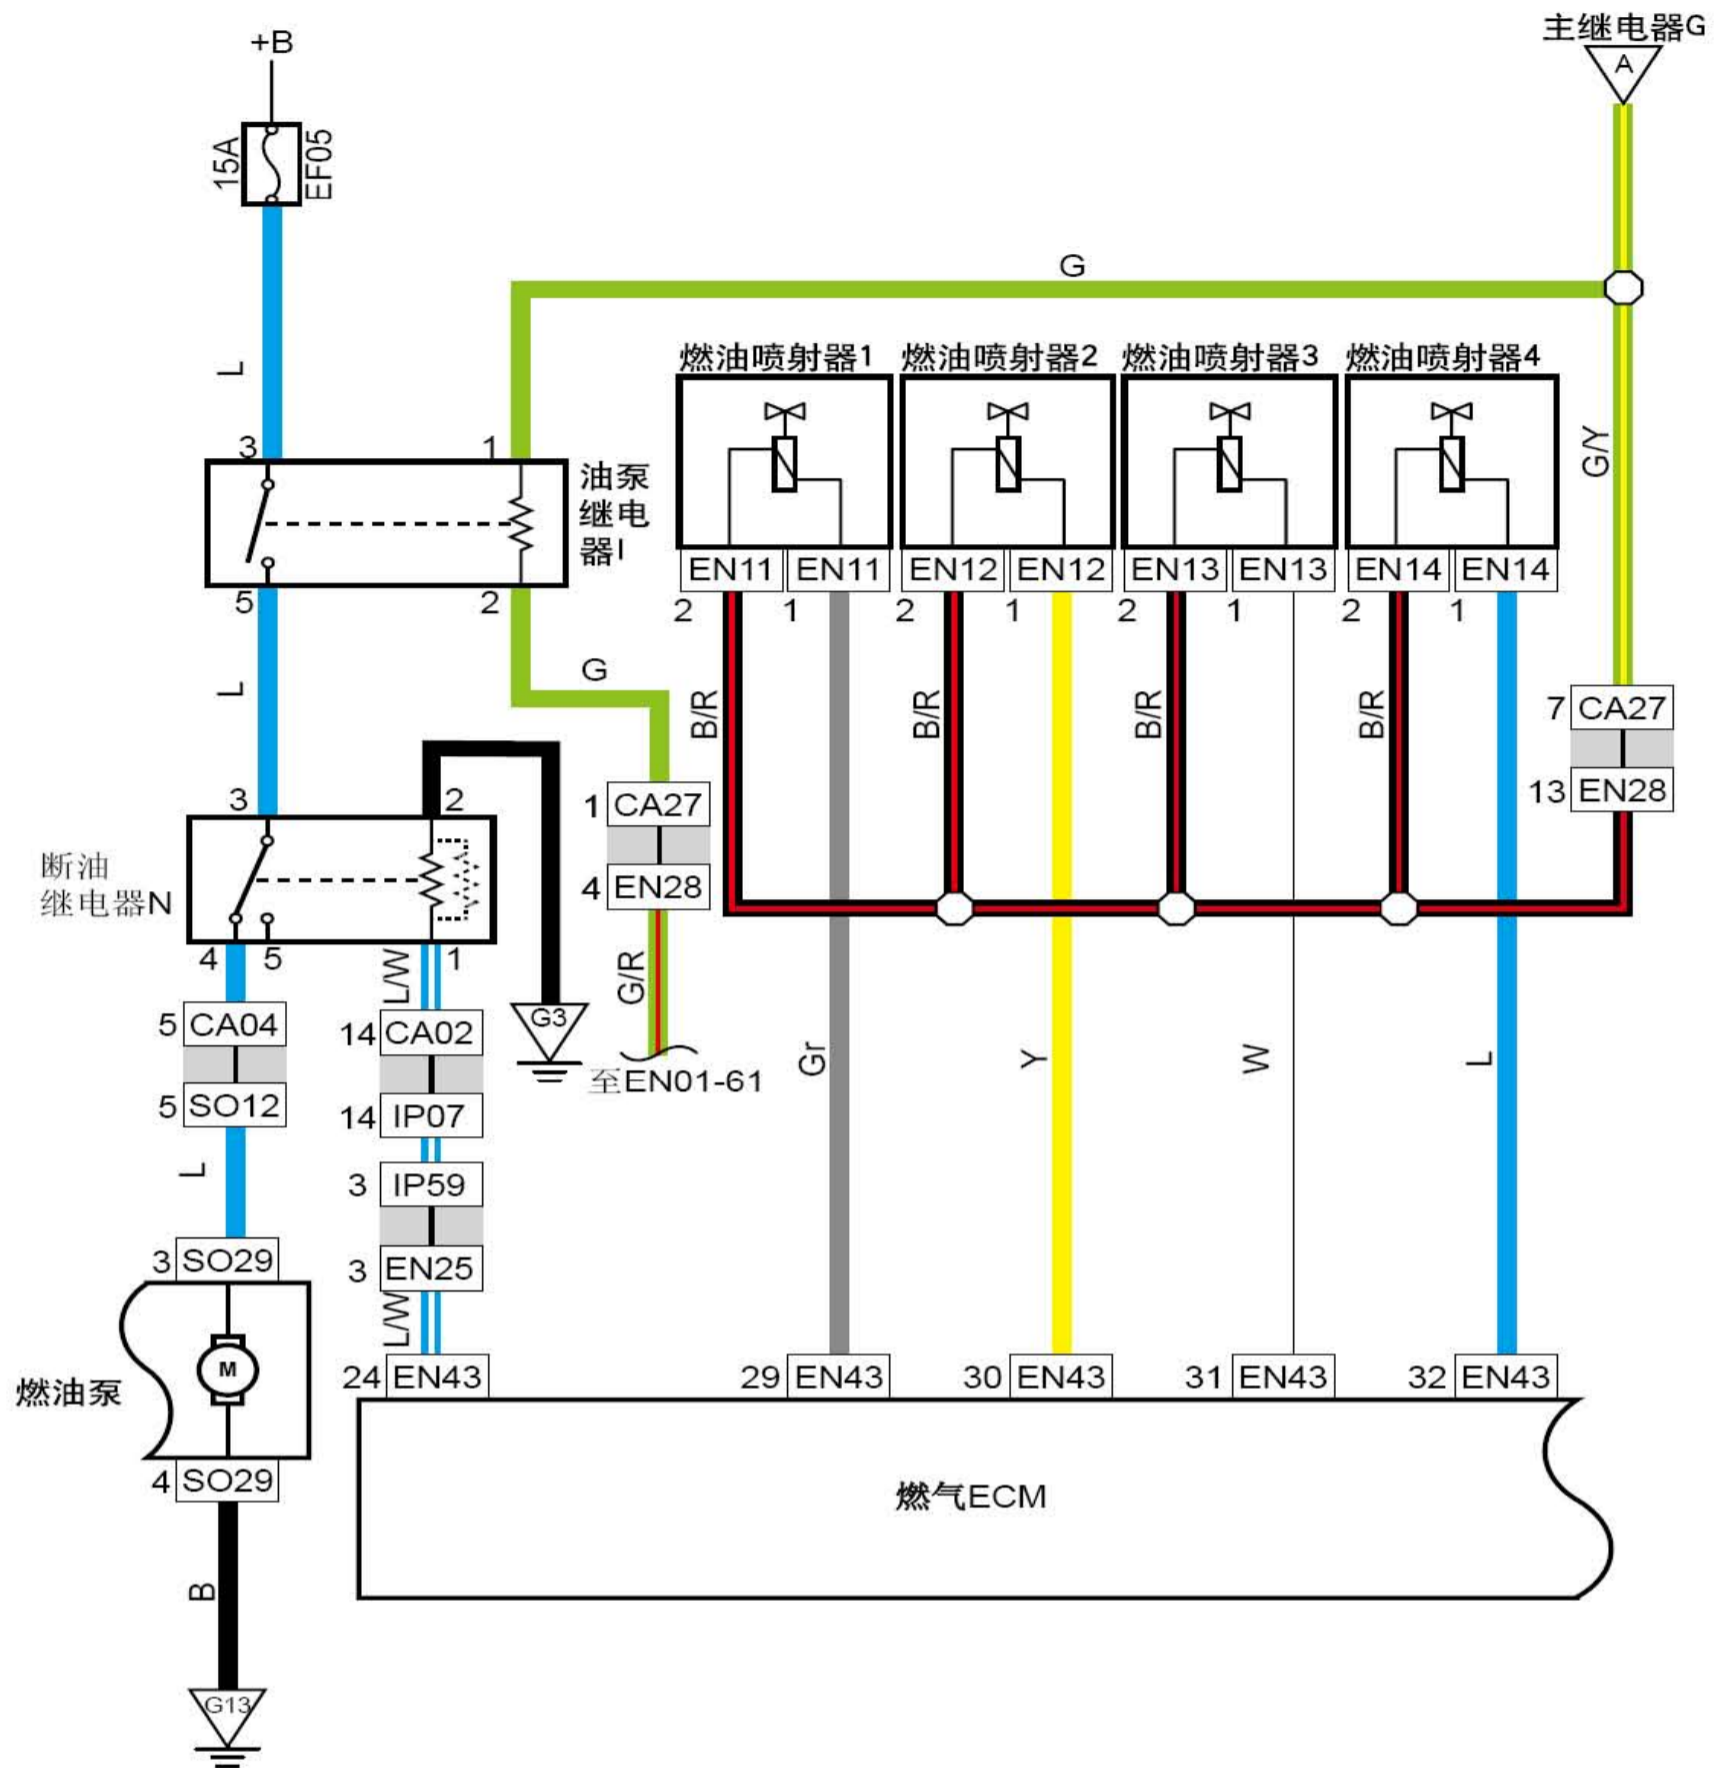 主继电器G
A
+B
15A
EF05
G
L
燃油喷射器1
燃油喷射器2
燃油喷射器3
燃油喷射器4
G/Y
3
1
油泵
继电
器I
5
2
EN11
EN11
EN12
EN12
EN13
EN13
EN14
EN14
2
1
2
1
2
1
2
1
L
G
B/R
B/R
B/R
B/R
7
CA27
13
EN28
3
2
1
CA27
4
EN28
断油
继电器N
4
5
1
L/W
G/R
5
CA04
14
CA02
G3
至EN01-61
Gr
Y
W
L
5
SO12
14
IP07
L
3
IP59
3
SO29
3
EN25
L/W
燃油泵
M
24
EN43
29
EN43
30
EN43
31
EN43
32
EN43
4
SO29
燃气ECM
B
G13